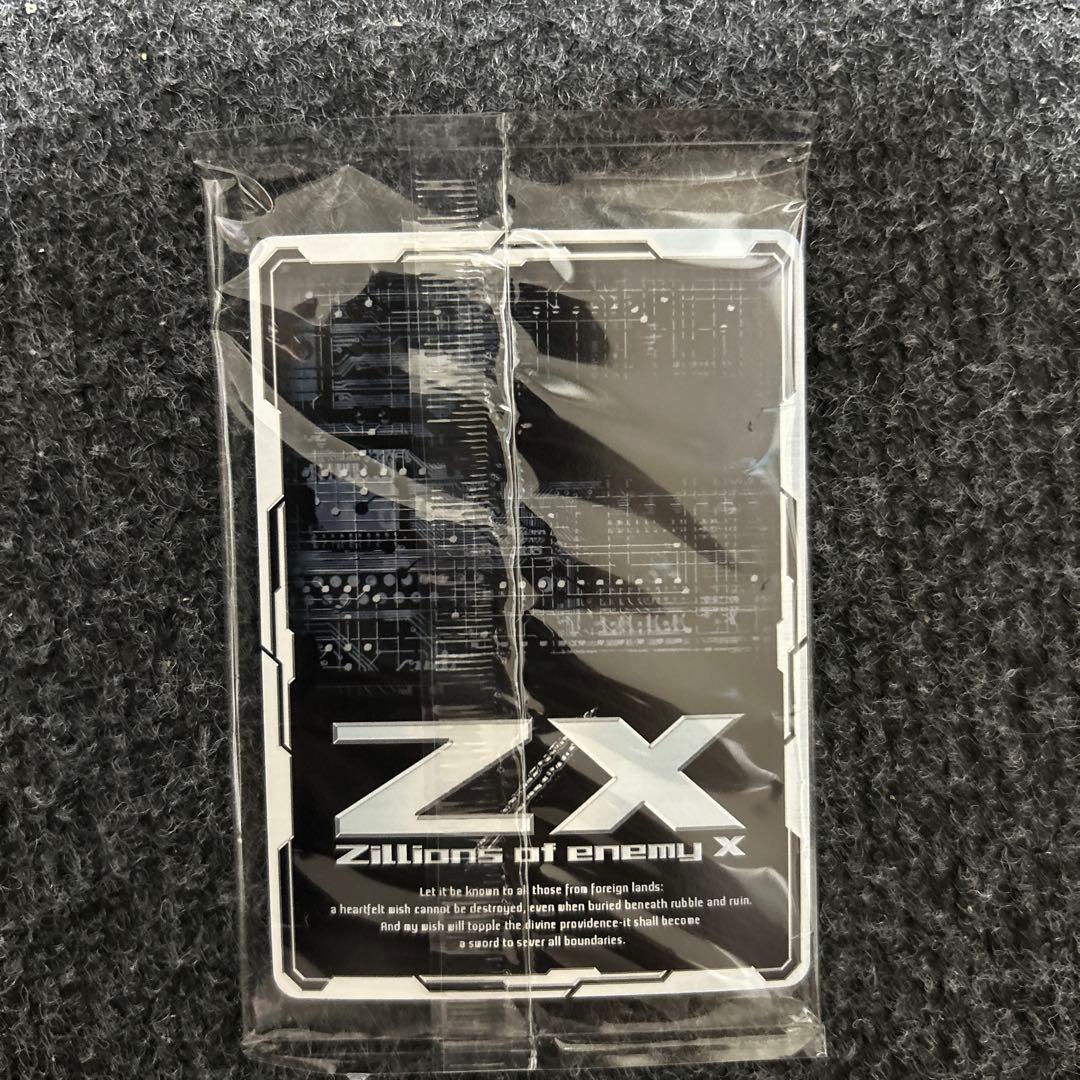 Z/X
Zillions of enemy X
Let it be known to all those from foreign lands:
a heartfelt wish cannot be destroyed, even when buried beneath rubble and ruin.
And my wish will topple the divine providence-it shall become
a sword to sever all boundaries.